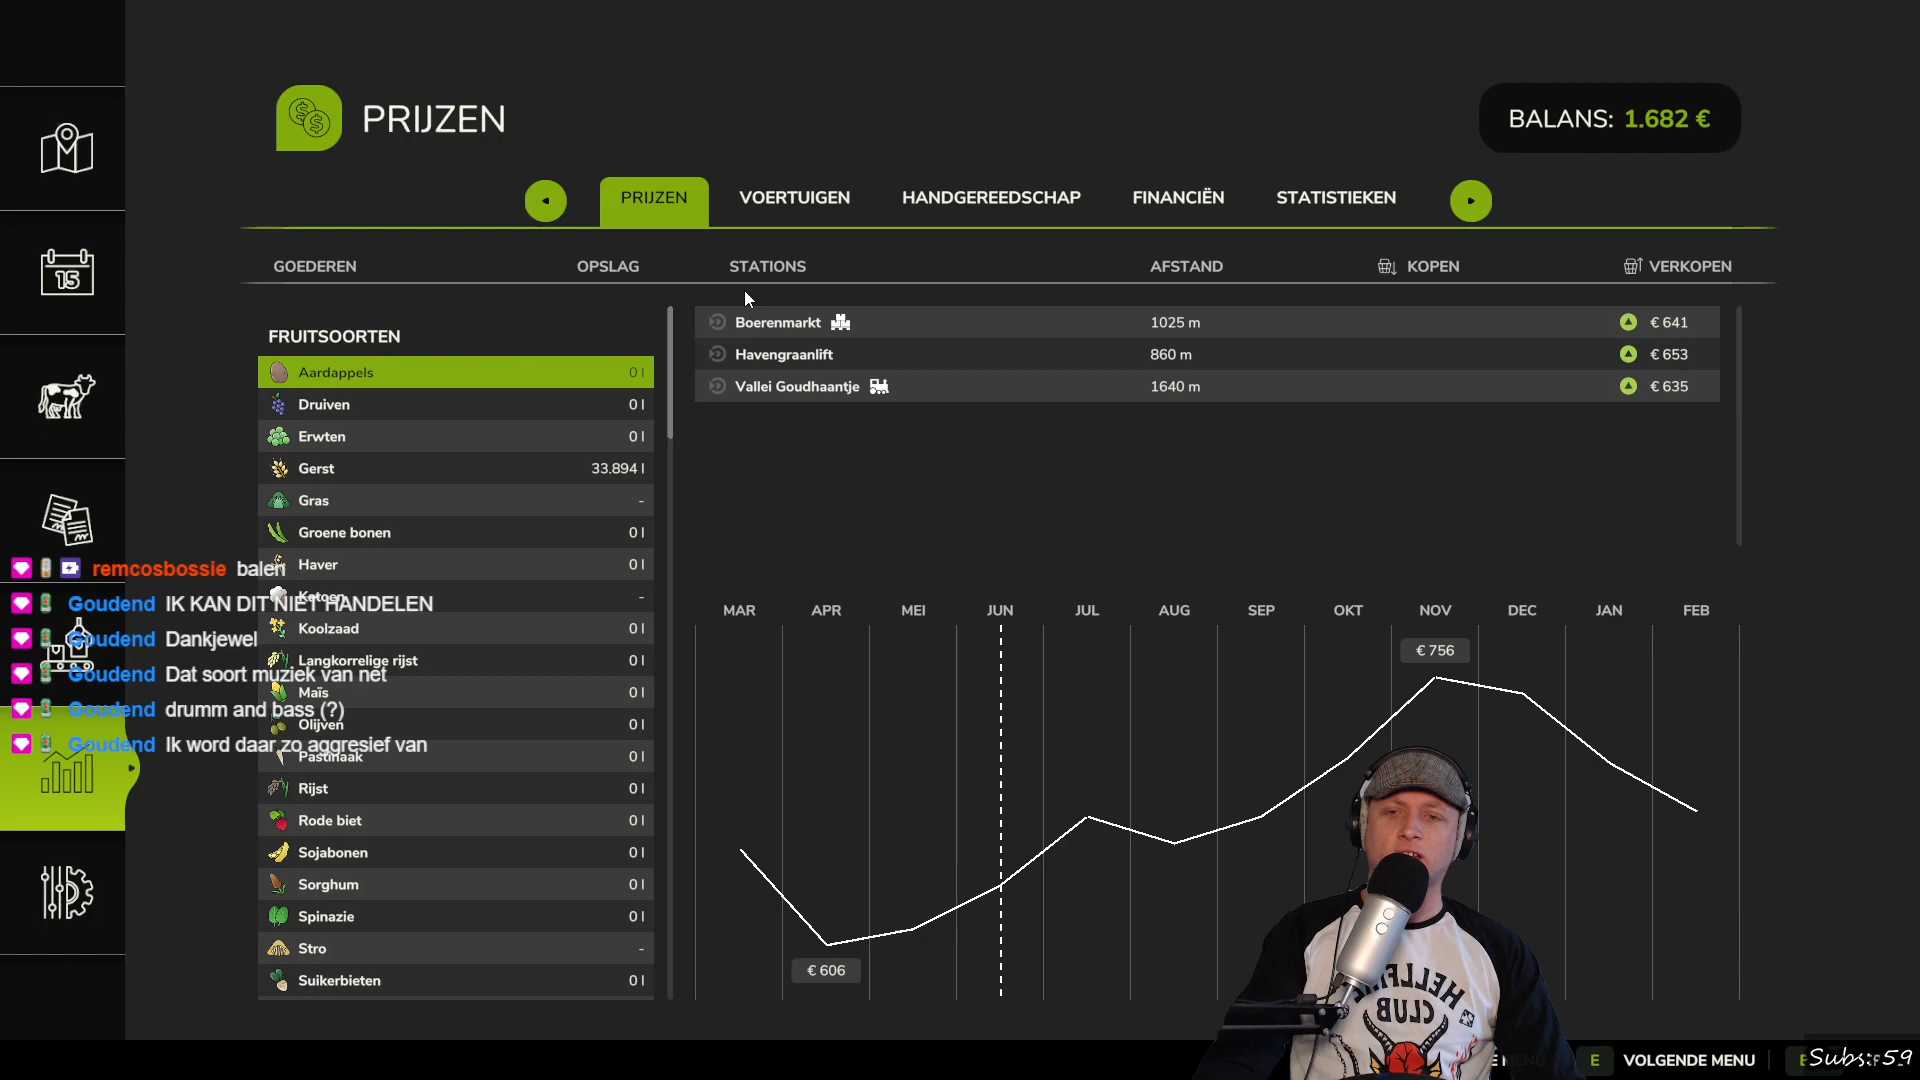 PRIJZEN
BALANS: 1.682 €
PRIJZEN
VOERTUIGEN
HANDGEREEDSCHAP
FINANCIËN
STATISTIEKEN
GOEDEREN
OPSLAG
STATIONS
AFSTAND
KOPEN
VERKOPEN
15
FRUITSOORTEN
Aardappels 0 l
Druiven 0 l
Erwten 0 l
Gerst 33.894 l
Gras -
Groene bonen 0 l
Haver 0 l
Katoen -
Koolzaad 0 l
Langkorrelige rijst 0 l
Maïs 0 l
Olijven 0 l
Pastinaak 0 l
Rijst 0 l
Rode biet 0 l
Sojabonen 0 l
Sorghum 0 l
Spinazie 0 l
Stro -
Suikerbieten 0 l
Boerenmarkt 1025 m € 641
Havengraanlift 860 m € 653
Vallei Goudhaantje 1640 m € 635
remcosbossie balen
Goudend IK KAN DIT NIET HANDELEN
Goudend Dankjewel
Goudend Dat soort muziek van net
Goudend drumm and bass (?)
Goudend Ik word daar zo aggresief van
MAR APR MEI JUN JUL AUG SEP OKT NOV DEC JAN FEB
€ 756
€ 606
HELLFIRE
CLUB
E VOLGENDE MENU
Subs: 59